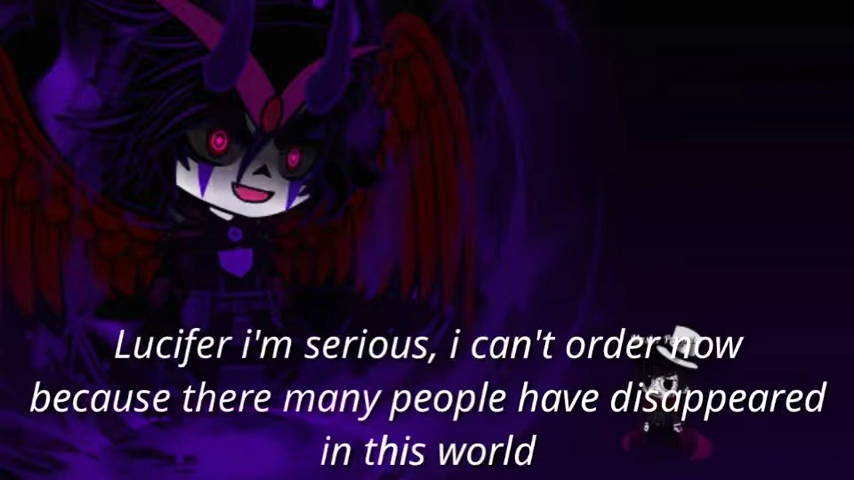 Lucifer i'm serious, i can't order now
because there many people have disappeared
in this world